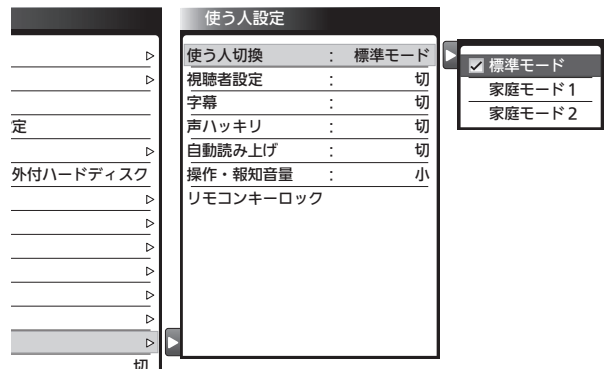 定
外付ハードディスク
切
使う人設定
使う人切換 : 標準モード
視聴者設定 : 切
字幕 : 切
声ハッキリ : 切
自動読み上げ : 切
操作・報知音量 : 小
リモコンキーロック
標準モード
家庭モード1
家庭モード2